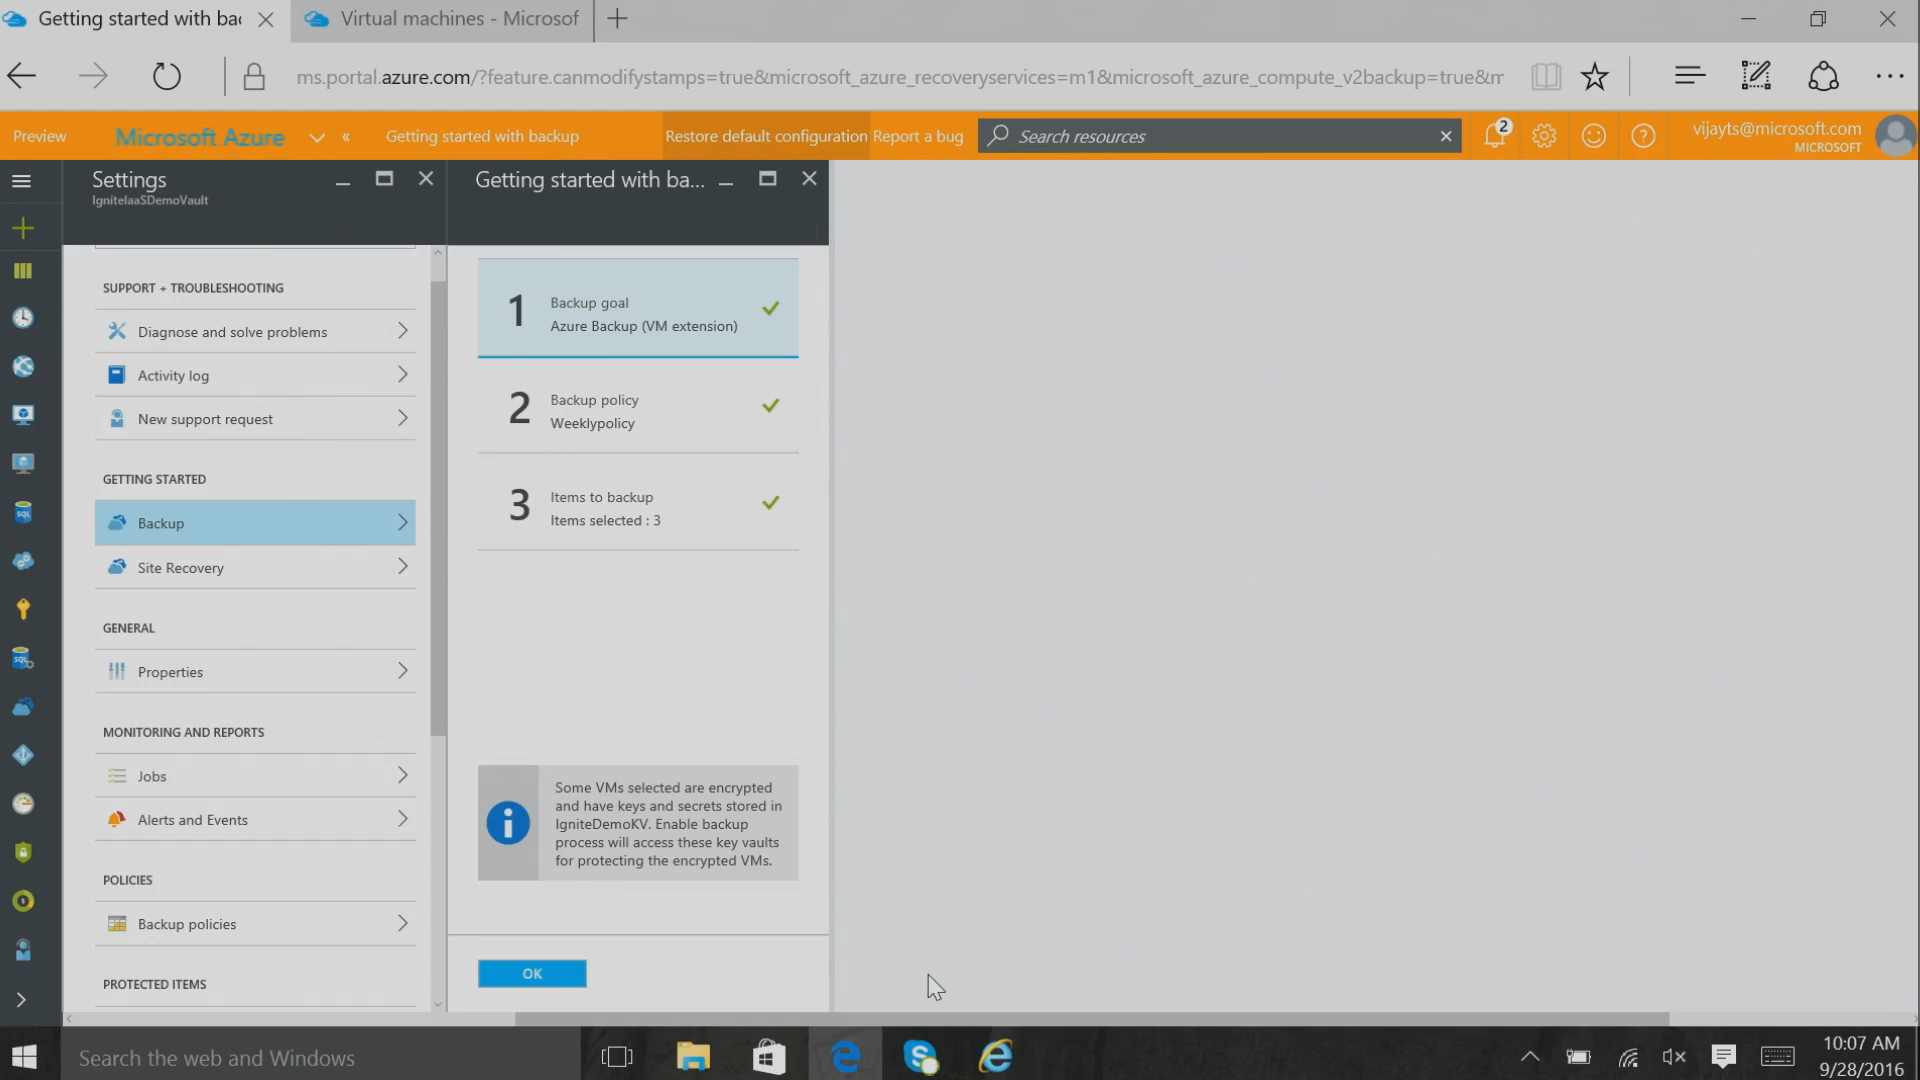 Getting started with bac
Virtual machines - Microsof
ms.portal.azure.com/?feature.canmodifystamps=true&microsoft_azure_recoveryservices=m1&microsoft_azure_compute_v2backup=true&m
Preview
Microsoft Azure
«
Getting started with backup
Restore default configuration
Report a bug
Search resources
2
vijayts@microsoft.com
MICROSOFT
Settings
IgniteIaaSDemoVault
SUPPORT + TROUBLESHOOTING
Diagnose and solve problems
Activity log
New support request
GETTING STARTED
Backup
Site Recovery
GENERAL
Properties
MONITORING AND REPORTS
Jobs
Alerts and Events
POLICIES
Backup policies
PROTECTED ITEMS
Getting started with ba...
1
Backup goal
Azure Backup (VM extension)
2
Backup policy
Weeklypolicy
3
Items to backup
Items selected : 3
Some VMs selected are encrypted
and have keys and secrets stored in
IgniteDemoKV. Enable backup
process will access these key vaults
for protecting the encrypted VMs.
OK
Search the web and Windows
10:07 AM
9/28/2016